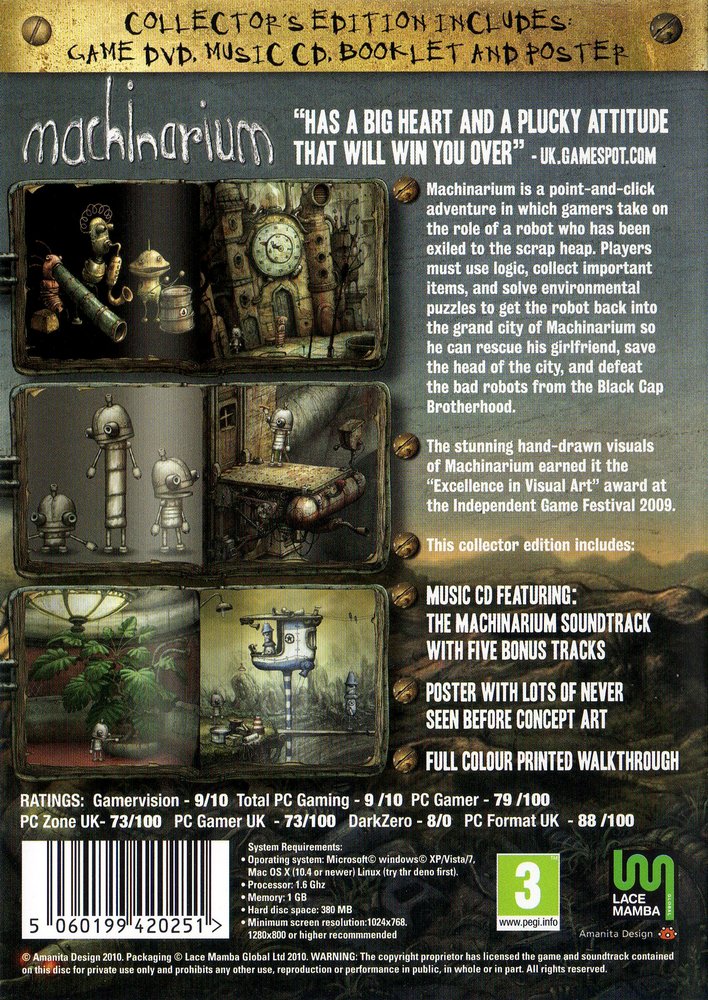 COLLECTOR'S EDITION INCLUDES:
GAME DVD, MUSIC CD, BOOKLET AND POSTER
machinarium
"HAS A BIG HEART AND A PLUCKY ATTITUDE
THAT WILL WIN YOU OVER" - UK.GAMESPOT.COM
Machinarium is a point-and-click
adventure in which gamers take on
the role of a robot who has been
exiled to the scrap heap. Players
must use logic, collect important
items, and solve environmental
puzzles to get the robot back into
the grand city of Machinarium so
he can rescue his girlfriend, save
the head of the city, and defeat
the bad robots from the Black Cap
Brotherhood.
The stunning hand-drawn visuals
of Machinarium earned it the
"Excellence in Visual Art" award at
the Independent Game Festival 2009.
This collector edition includes:
MUSIC CD FEATURING:
THE MACHINARIUM SOUNDTRACK
WITH FIVE BONUS TRACKS
POSTER WITH LOTS OF NEVER
SEEN BEFORE CONCEPT ART
FULL COLOUR PRINTED WALKTHROUGH
RATINGS: Gamervision - 9/10 Total PC Gaming - 9 /10 PC Gamer - 79 /100
PC Zone UK- 73/100 PC Gamer UK - 73/100 DarkZero - 8/0 PC Format UK - 88 /100
System Requirements:
• Operating system: Microsoft© windows© XP/Vista/7,
Mac OS X (10.4 or newer) Linux (try thr deno first).
• Processor: 1.6 Ghz
• Memory: 1 GB
• Hard disc space: 380 MB
• Minimum screen resolution:1024x768.
1280x800 or higher recommmended
5 060199 420251 >
3
www.pegi.info
LACE
MAMBA
GLOBAL
Amanita Design
© Amanita Design 2010. Packaging © Lace Mamba Global Ltd 2010. WARNING: The copyright proprietor has licensed the game and soundtrack contained
on this disc for private use only and prohibits any other use, reproduction or performance in public, in whole or in part. All rights reserved.